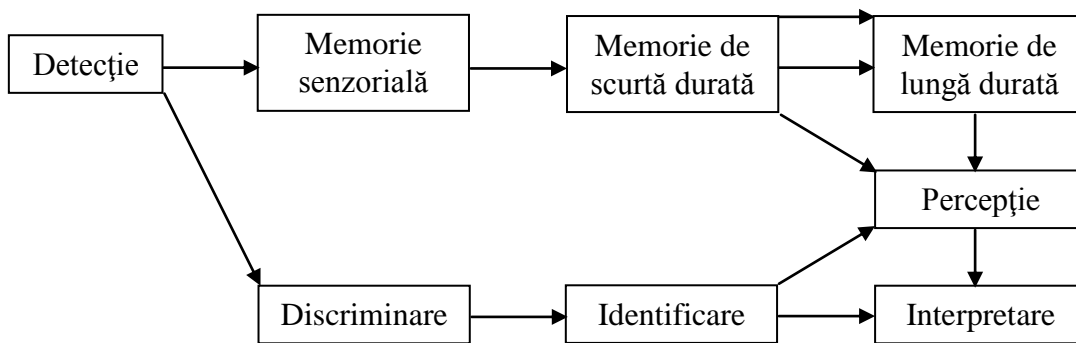 Detecţie
Memorie
senzorială
Memorie de
scurtă durată
Memorie de
lungă durată
Percepţie
Discriminare
Identificare
Interpretare